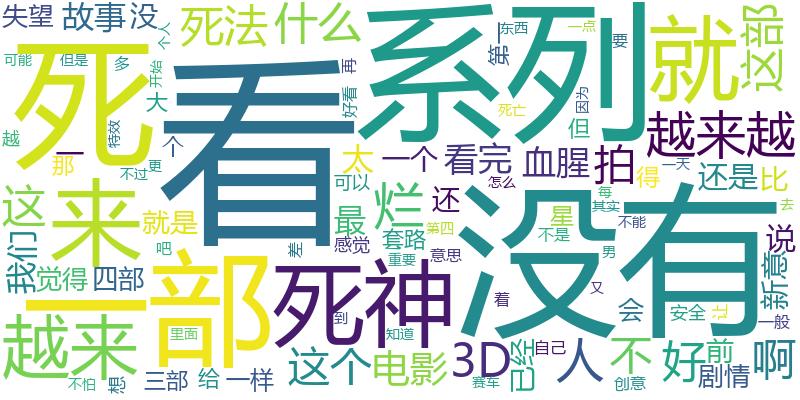 失望
故事
没
死法
什么
个人
第一
东西
一点
要
这部
可能
但是
多
开始
再
好看
因为
死
看
系列
就
越
大
特效
死亡
但
越来越
一
个
那
不过
更
太
一个
看完
血腥
拍
一天
还是
比
来
可以
怎么
得
这
就是
最
烂
还
星
每
其实
去
没有
我们
吧
感觉
套路
第四
不是
不能
说
觉得
四部
差
重要
意思
男
新意
一
部
死神
着
又
会
安全
让
一般
越来
里面
到
知道
这个
电影
3D
自己
已经
人
不
好
前
啊
不怕
想
三部
给
一样
赛车
创意
剧情